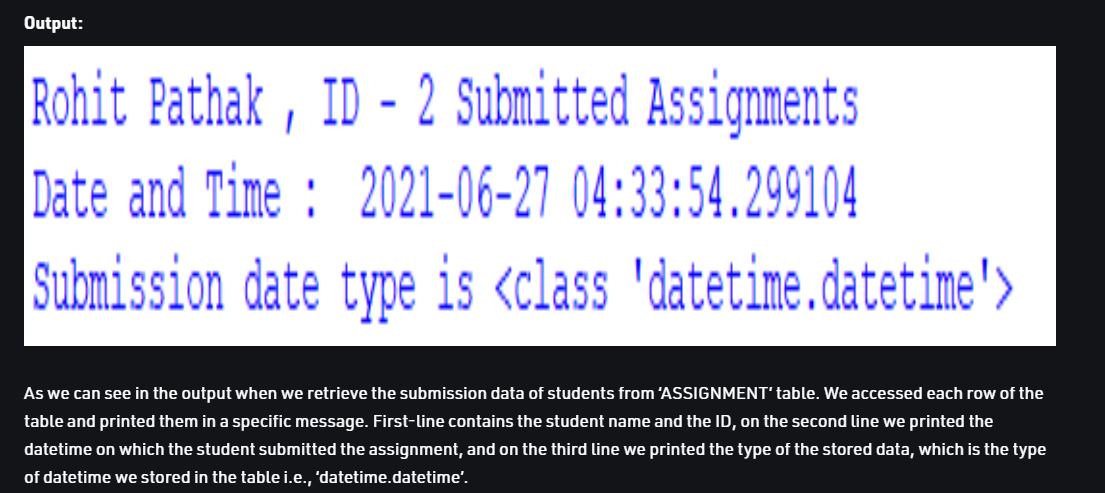 Output:
Rohit Pathak , ID - 2 Submitted Assignments
Date and Time :  2021-06-27 04:33:54.299104
Submission date type is <class 'datetime.datetime'>
As we can see in the output when we retrieve the submission data of students from ‘ASSIGNMENT’ table. We accessed each row of the
table and printed them in a specific message. First-line contains the student name and the ID, on the second line we printed the
datetime on which the student submitted the assignment, and on the third line we printed the type of the stored data, which is the type
of datetime we stored in the table i.e., ‘datetime.datetime’.